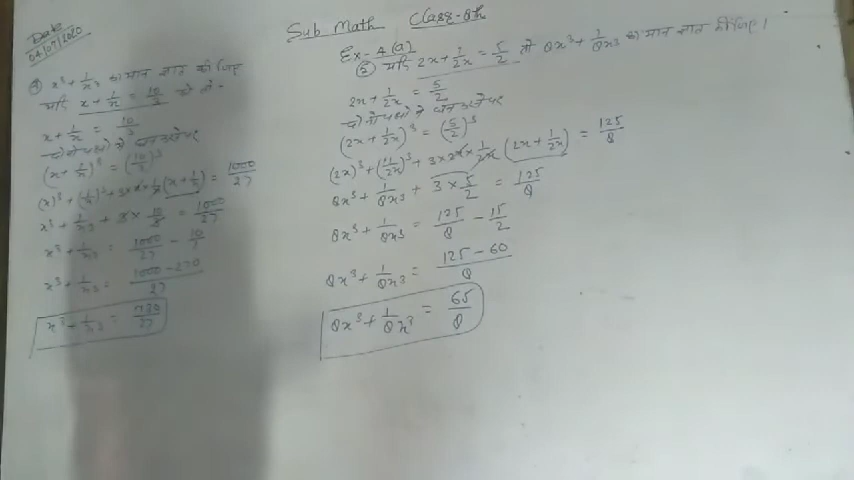 Date
04/07/2020
Sub Math Class-8th
Ex-4(a)
④ x³ + 1/x³ का मान ज्ञात कीजिए
यदि x + 1/x = 10/3 हो तो -
x + 1/x = 10/3
दोनों पक्षों में घन करने पर
(x + 1/x)³ = (10/3)³
(x)³ + (1/x)³ + 3×x×1/x (x + 1/x) = 1000/27
x³ + 1/x³ + 3 × 10/3 = 1000/27
x³ + 1/x³ = 1000/27 - 10/1
x³ + 1/x³ = 1000-270/27
x³ + 1/x³ = 730/27
⑤ यदि 2x + 1/2x = 5/2 तो 8x³ + 1/8x³ का मान ज्ञात कीजिए।
2x + 1/2x = 5/2
दोनों पक्षों में घन करने पर
(2x + 1/2x)³ = (5/2)³
(2x)³ + (1/2x)³ + 3×2x×1/2x (2x + 1/2x) = 125/8
8x³ + 1/8x³ + 3 × 5/2 = 125/8
8x³ + 1/8x³ = 125/8 - 15/2
8x³ + 1/8x³ = 125-60/8
8x³ + 1/8x³ = 65/8